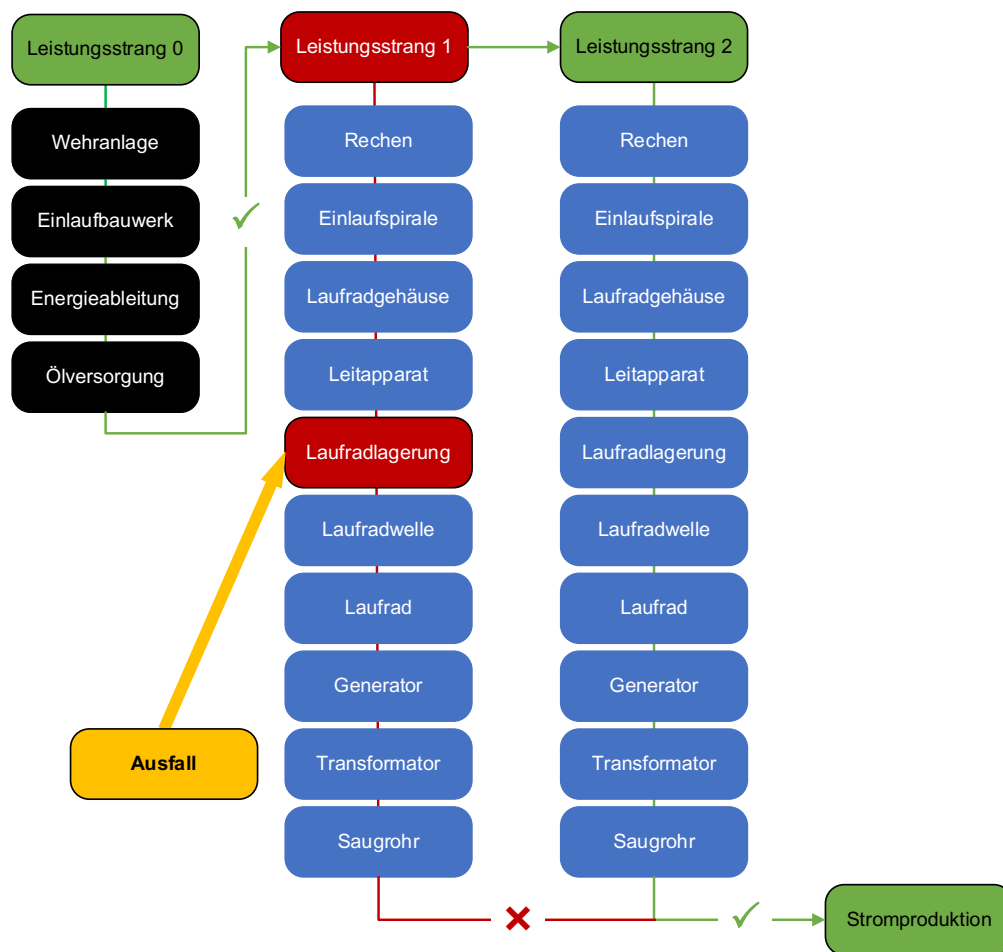 Leistungsstrang 0
Wehranlage
Einlaufbauwerk
Energieableitung
Ölversorgung
Leistungsstrang 1
Rechen
Einlaufspirale
Laufradgehäuse
Leitapparat
Laufradlagerung
Laufradwelle
Laufrad
Generator
Transformator
Saugrohr
Leistungsstrang 2
Rechen
Einlaufspirale
Laufradgehäuse
Leitapparat
Laufradlagerung
Laufradwelle
Laufrad
Generator
Transformator
Saugrohr
Ausfall
Stromproduktion